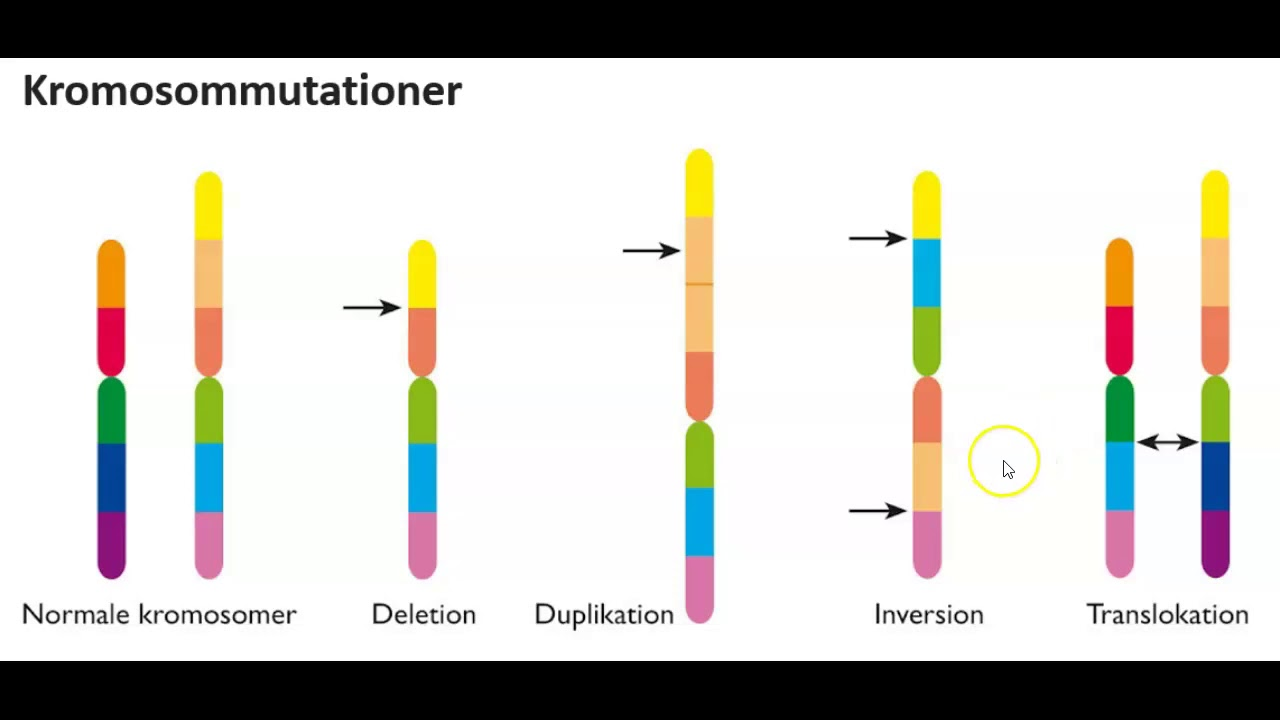 Kromosommutationer
Normale kromosomer
Deletion
Duplikation
Inversion
Translokation